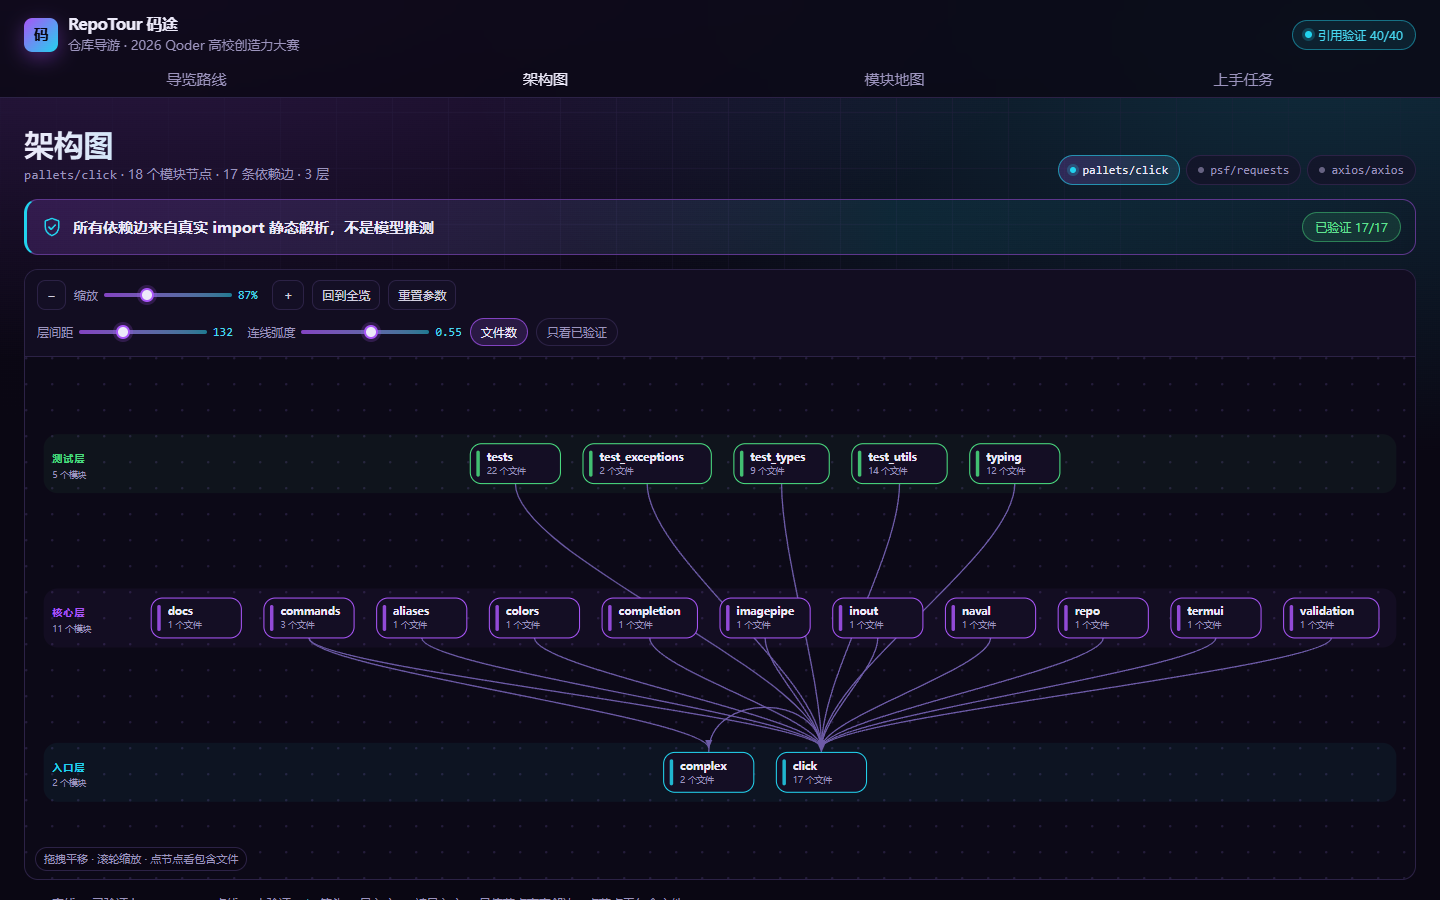 码
RepoTour 码途
仓库导游 · 2026 Qoder 高校创造力大赛
引用验证 40/40
导览路线
架构图
模块地图
上手任务
架构图
pallets/click · 18 个模块节点 · 17 条依赖边 · 3 层
pallets/click
psf/requests
axios/axios
所有依赖边来自真实 import 静态解析，不是模型推测
已验证 17/17
− 缩放 87% + 回到全览 重置参数
层间距 132 连线弧度 0.55 文件数 只看已验证
测试层
5 个模块
tests
22 个文件
test_exceptions
2 个文件
test_types
9 个文件
test_utils
14 个文件
typing
12 个文件
核心层
11 个模块
docs
1 个文件
commands
3 个文件
aliases
1 个文件
colors
1 个文件
completion
1 个文件
imagepipe
1 个文件
inout
1 个文件
naval
1 个文件
repo
1 个文件
termui
1 个文件
validation
1 个文件
入口层
2 个模块
complex
2 个文件
click
17 个文件
拖拽平移 · 滚轮缩放 · 点节点看包含文件